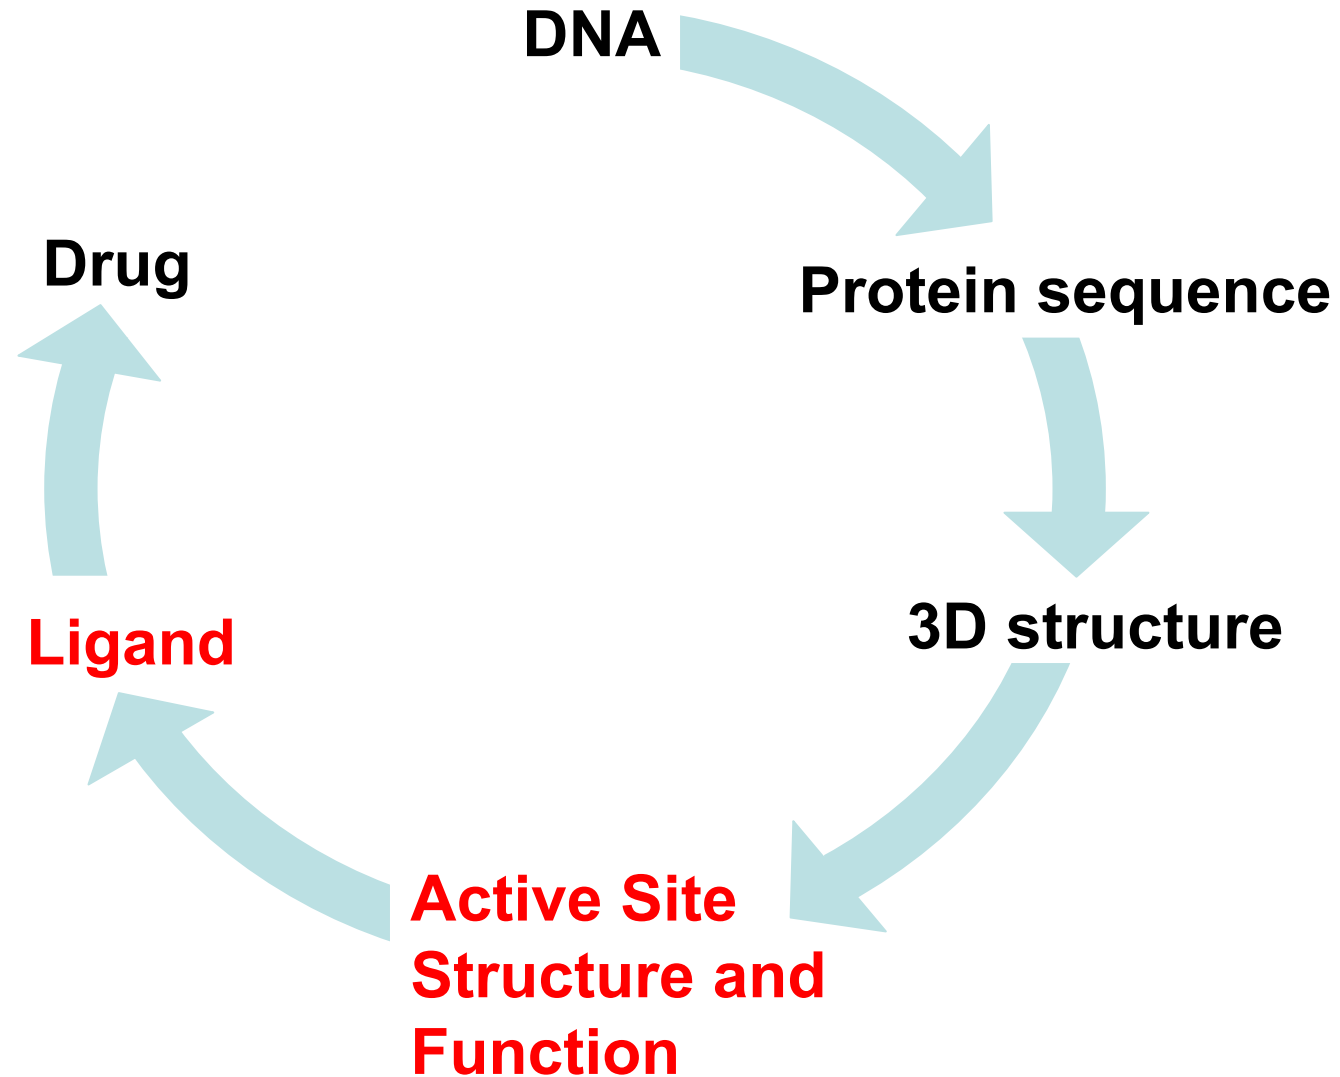 DNA
Protein sequence
3D structure
Active Site
Structure and
Function
Ligand
Drug